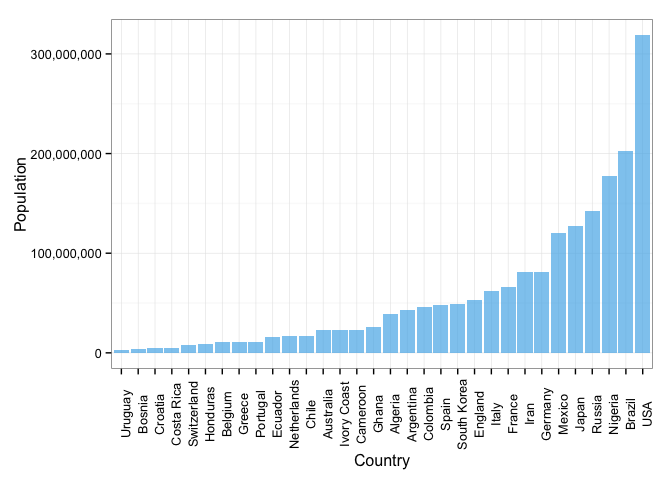 Population
300,000,000
200,000,000
100,000,000
0
Uruguay
Bosnia
Croatia
Costa Rica
Switzerland
Honduras
Belgium
Greece
Portugal
Ecuador
Netherlands
Chile
Australia
Ivory Coast
Cameroon
Ghana
Algeria
Argentina
Colombia
Spain
South Korea
England
Italy
France
Iran
Germany
Mexico
Japan
Russia
Nigeria
Brazil
USA
Country